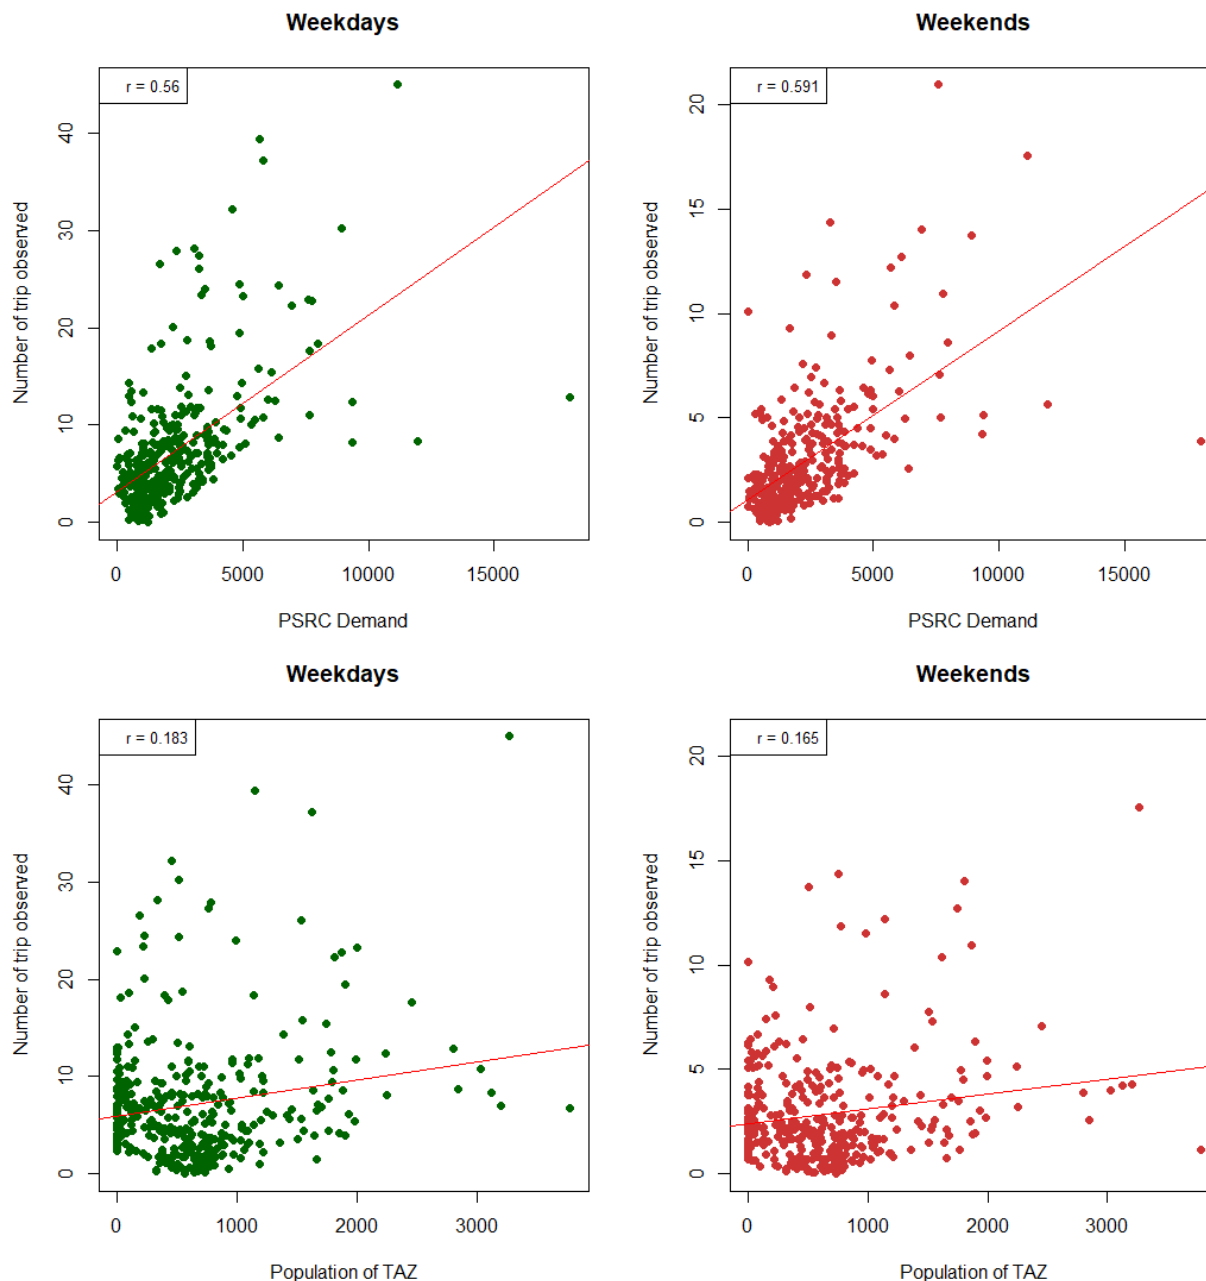 Weekdays
Weekends
r = 0.56
r = 0.591
Number of trip observed
Number of trip observed
40
30
20
10
0
20
15
10
5
0
0 5000 10000 15000
0 5000 10000 15000
PSRC Demand
PSRC Demand
Weekdays
Weekends
r = 0.183
r = 0.165
Number of trip observed
Number of trip observed
40
30
20
10
0
20
15
10
5
0
0 1000 2000 3000
0 1000 2000 3000
Population of TAZ
Population of TAZ